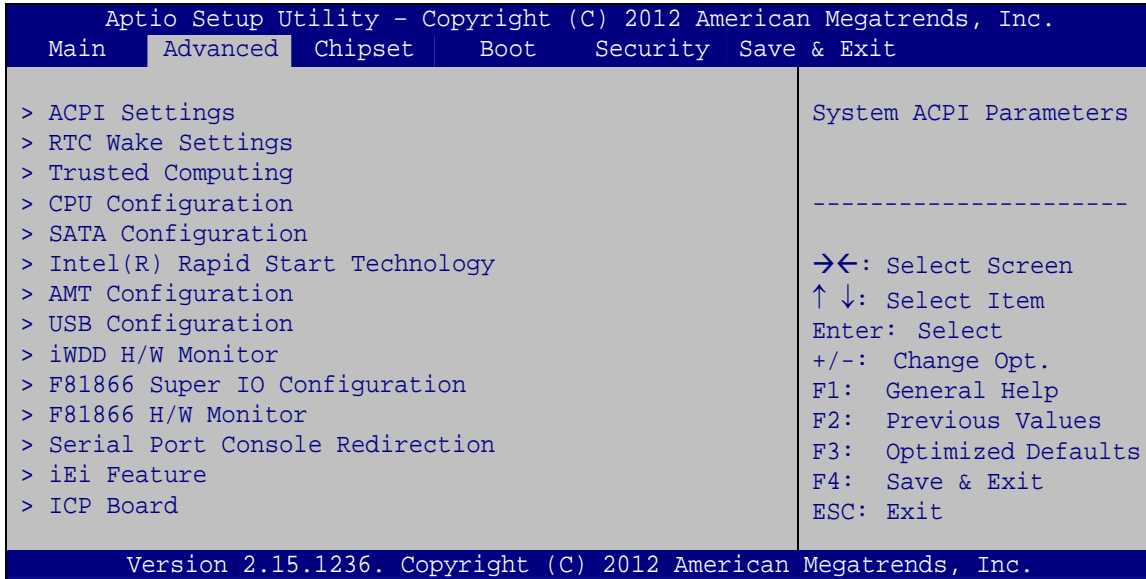 Aptio Setup Utility – Copyright (C) 2012 American Megatrends, Inc.
Main Advanced Chipset Boot Security Save & Exit
> ACPI Settings
> RTC Wake Settings
> Trusted Computing
> CPU Configuration
> SATA Configuration
> Intel(R) Rapid Start Technology
> AMT Configuration
> USB Configuration
> iWDD H/W Monitor
> F81866 Super IO Configuration
> F81866 H/W Monitor
> Serial Port Console Redirection
> iEi Feature
> ICP Board
System ACPI Parameters
----------------------
→←: Select Screen
↑ ↓: Select Item
Enter: Select
+/-: Change Opt.
F1: General Help
F2: Previous Values
F3: Optimized Defaults
F4: Save & Exit
ESC: Exit
Version 2.15.1236. Copyright (C) 2012 American Megatrends, Inc.